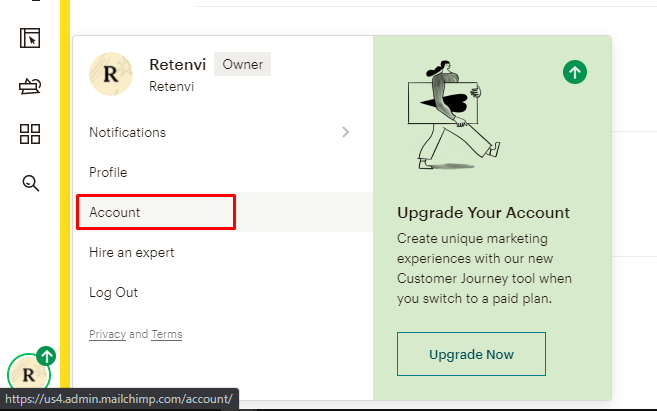 R
Retenvi Owner
Retenvi
Notifications
Profile
Account
Hire an expert
Log Out
Privacy and Terms
Upgrade Your Account
Create unique marketing
experiences with our new
Customer Journey tool when
you switch to a paid plan.
Upgrade Now
R
https://us4.admin.mailchimp.com/account/